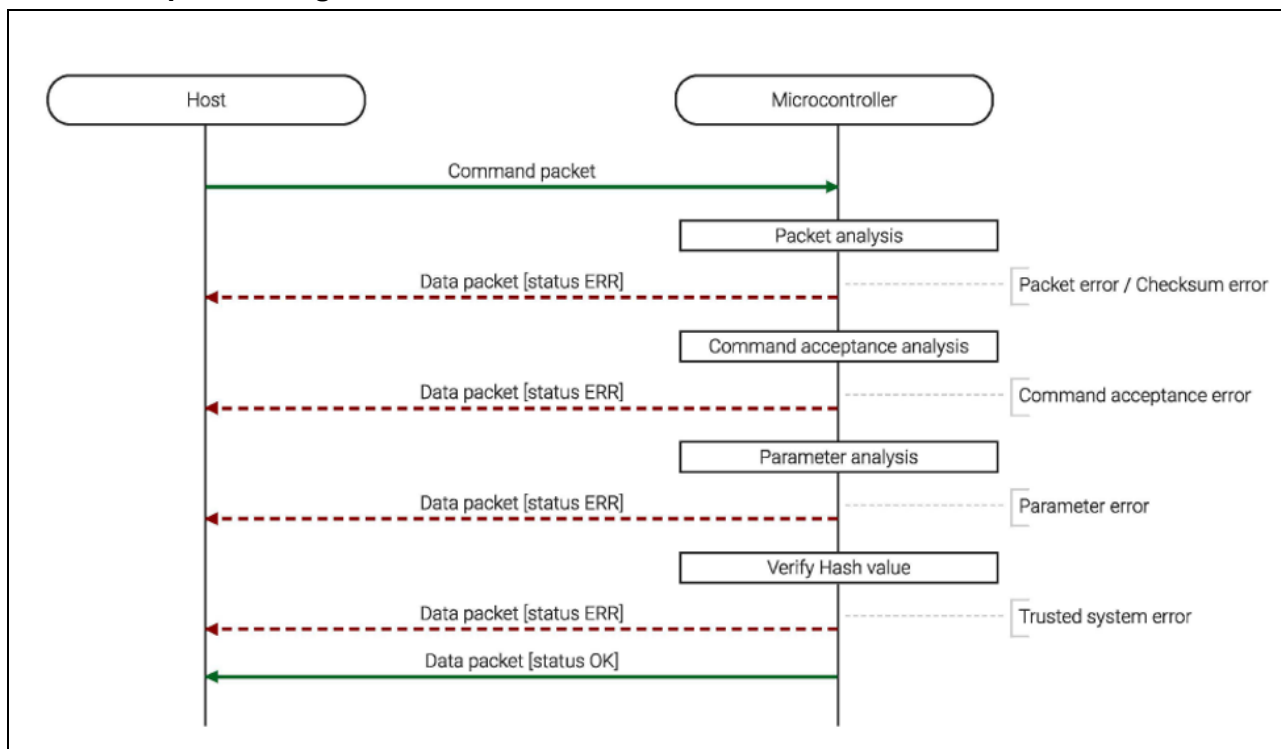 Host
Microcontroller
Command packet
Packet analysis
Data packet [status ERR]
Packet error / Checksum error
Command acceptance analysis
Data packet [status ERR]
Command acceptance error
Parameter analysis
Data packet [status ERR]
Parameter error
Verify Hash value
Data packet [status ERR]
Trusted system error
Data packet [status OK]